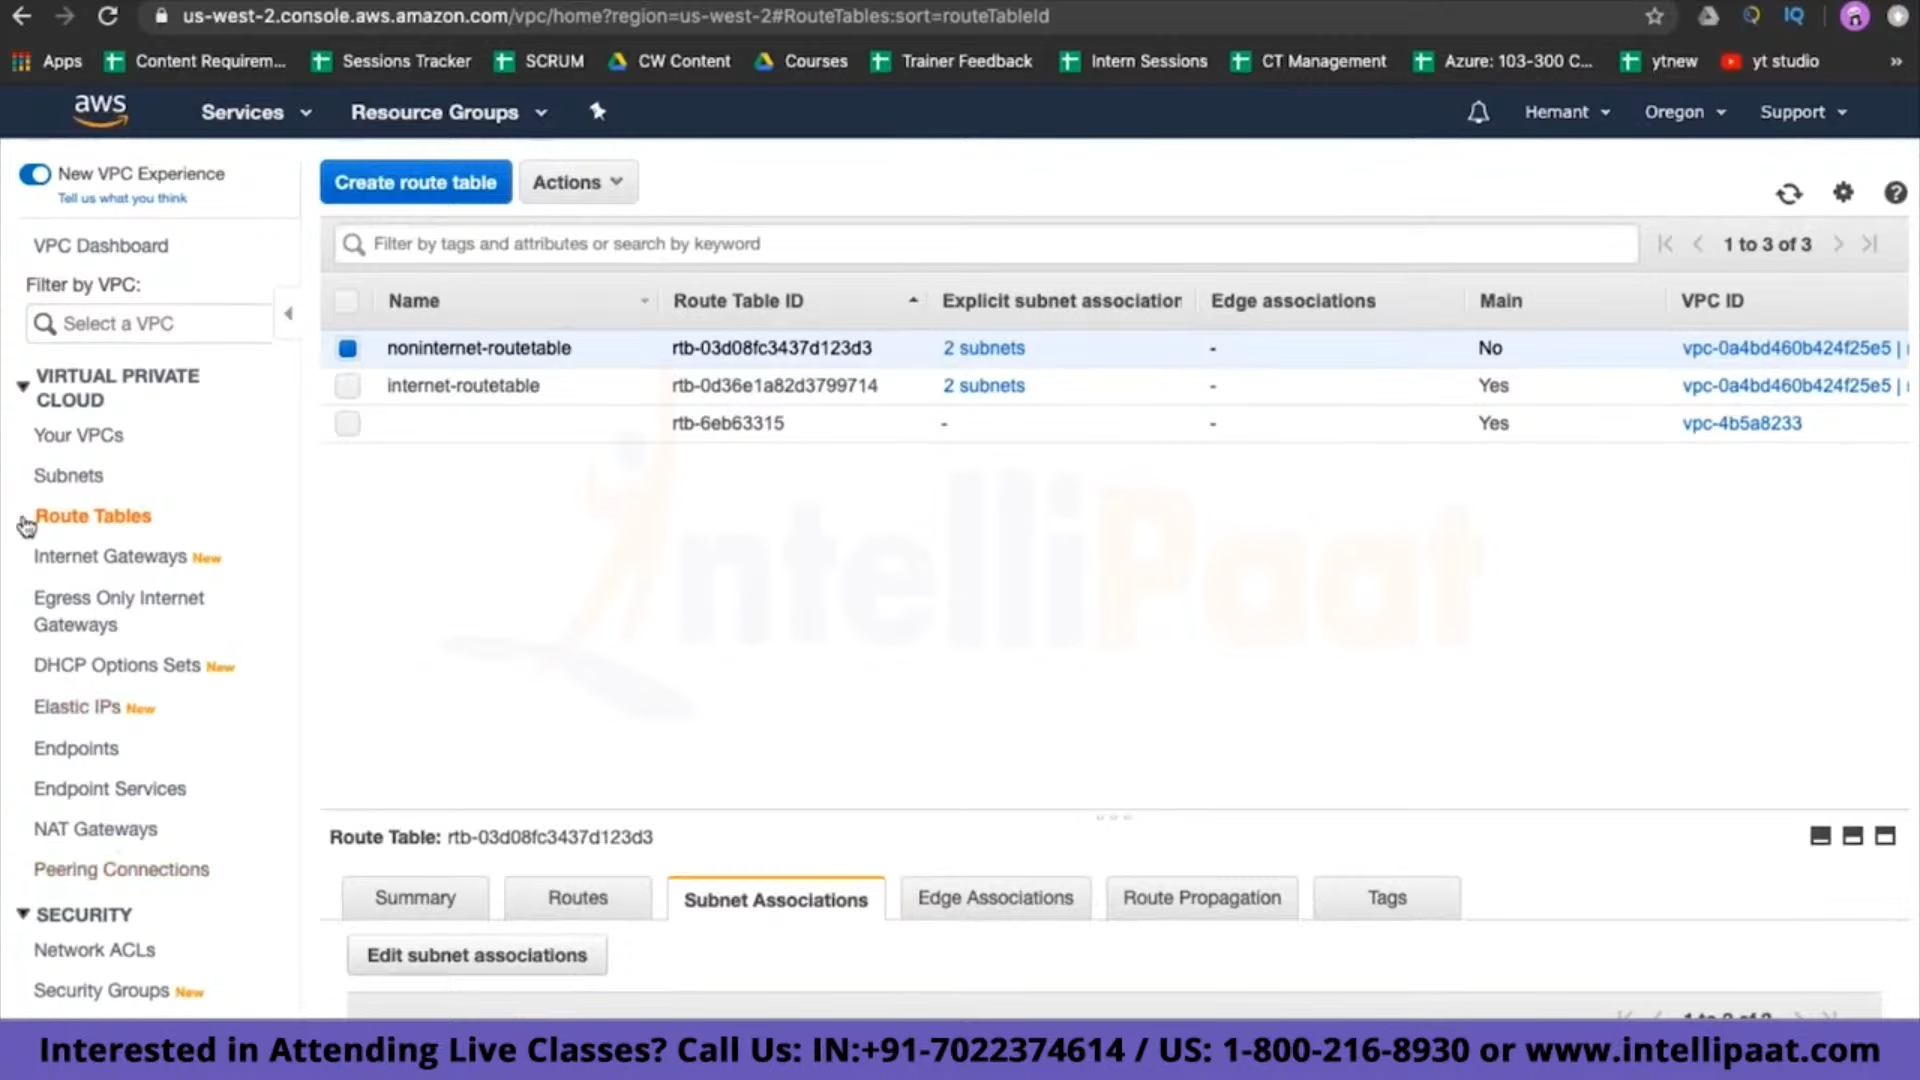 us-west-2.console.aws.amazon.com/vpc/home?region=us-west-2#RouteTables:sort=routeTableId
Apps Content Requirem... Sessions Tracker SCRUM CW Content Courses Trainer Feedback Intern Sessions CT Management Azure: 103-300 C... ytnew yt studio »
aws Services Resource Groups Hemant Oregon Support
New VPC Experience
Tell us what you think
VPC Dashboard
Filter by VPC:
Select a VPC
VIRTUAL PRIVATE
CLOUD
Your VPCs
Subnets
Route Tables
Internet Gateways New
Egress Only Internet
Gateways
DHCP Options Sets New
Elastic IPs New
Endpoints
Endpoint Services
NAT Gateways
Peering Connections
SECURITY
Network ACLs
Security Groups New
Create route table Actions
Filter by tags and attributes or search by keyword
1 to 3 of 3
Name Route Table ID Explicit subnet association Edge associations Main VPC ID
noninternet-routetable rtb-03d08fc3437d123d3 2 subnets - No vpc-0a4bd460b424f25e5 |
internet-routetable rtb-0d36e1a82d3799714 2 subnets - Yes vpc-0a4bd460b424f25e5 |
rtb-6eb63315 - - Yes vpc-4b5a8233
IntelliPaat
Route Table: rtb-03d08fc3437d123d3
Summary Routes Subnet Associations Edge Associations Route Propagation Tags
Edit subnet associations
Interested in Attending Live Classes? Call Us: IN:+91-7022374614 / US: 1-800-216-8930 or www.intellipaat.com